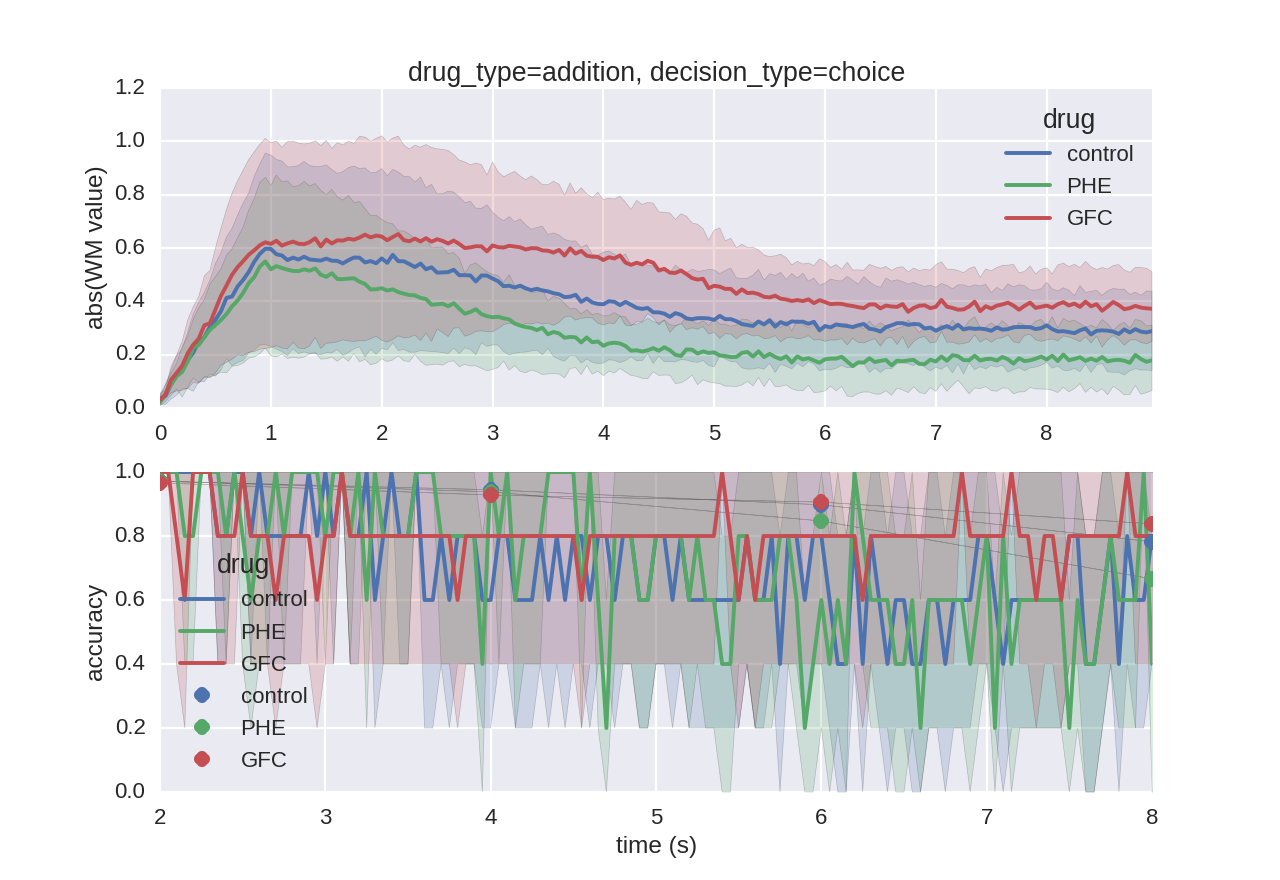 drug_type=addition, decision_type=choice
1.2
1.0
0.8
0.6
0.4
0.2
0.0
abs(WM value)
drug
control
PHE
GFC
0 1 2 3 4 5 6 7 8
1.0
0.8
0.6
0.4
0.2
0.0
accuracy
drug
control
PHE
GFC
control
PHE
GFC
2 3 4 5 6 7 8
time (s)